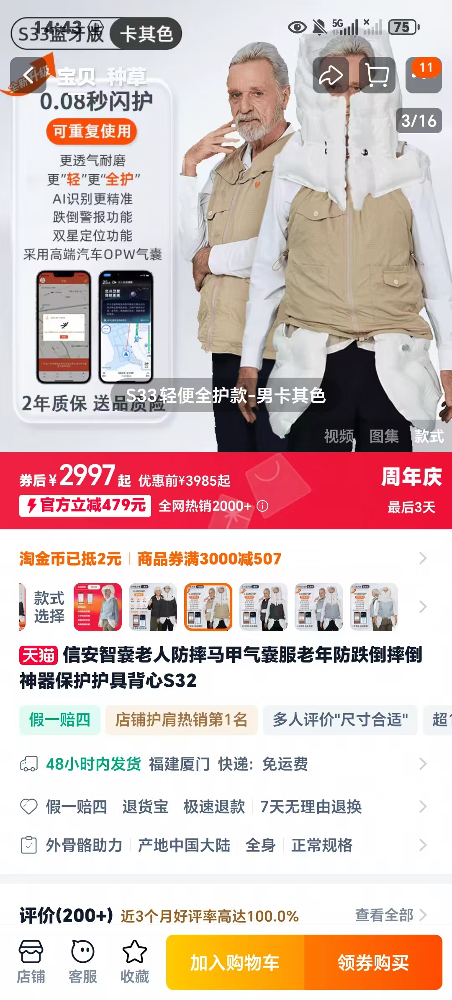 14:43
5G
75
S33蓝牙版 卡其色
全新升级
宝贝 种草
11
0.08秒闪护
3/16
可重复使用
更透气耐磨
更"轻"更"全护"
AI识别更精准
跌倒警报功能
双星定位功能
采用高端汽车OPW气囊
北斗卫星
导航系统
2年质保 送品质险
S33轻便全护款-男卡其色
视频 图集 款式
券后¥2997起 优惠前¥3985起
周年庆
官方立减479元 全网热销2000+
最后3天
淘金币已抵2元 商品券满3000减507
款式
选择
天猫 信安智囊老人防摔马甲气囊服老年防跌倒摔倒
神器保护护具背心S32
假一赔四 店铺护肩热销第1名 多人评价"尺寸合适" 超1
48小时内发货 福建厦门 快递: 免运费
假一赔四 退货宝 极速退款 7天无理由退换
外骨骼助力 产地中国大陆 全身 正常规格
评价(200+) 近3个月好评率高达100.0% 查看全部
店铺 客服 收藏 加入购物车 领券购买